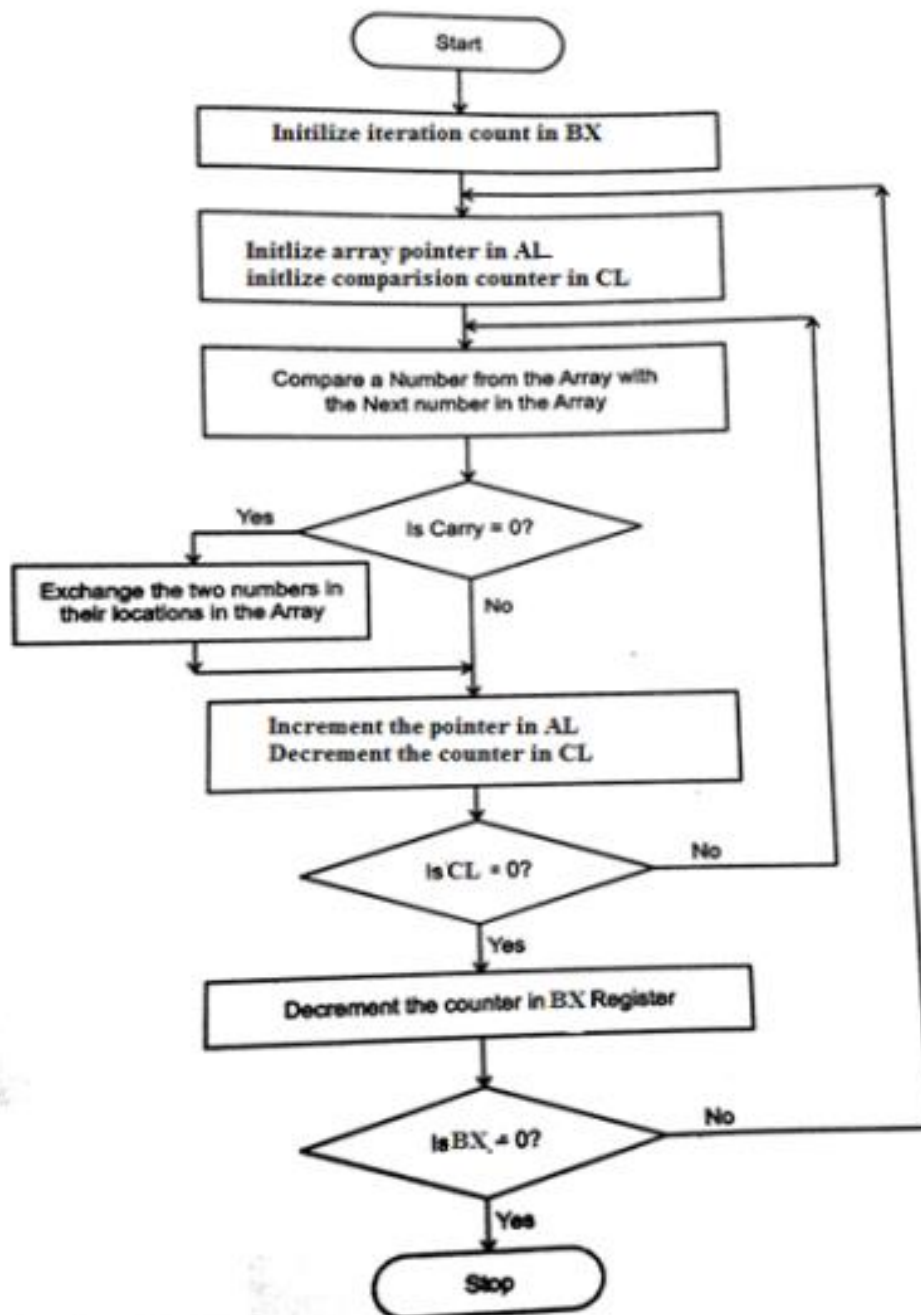 Start
Initilize iteration count in BX
Initlize array pointer in AL
initlize comparision counter in CL
Compare a Number from the Array with
the Next number in the Array
Is Carry = 0?
Yes
Exchange the two numbers in
their locations in the Array
No
Increment the pointer in AL
Decrement the counter in CL
Is CL = 0?
No
Yes
Decrement the counter in BX Register
Is BX = 0?
No
Yes
Stop